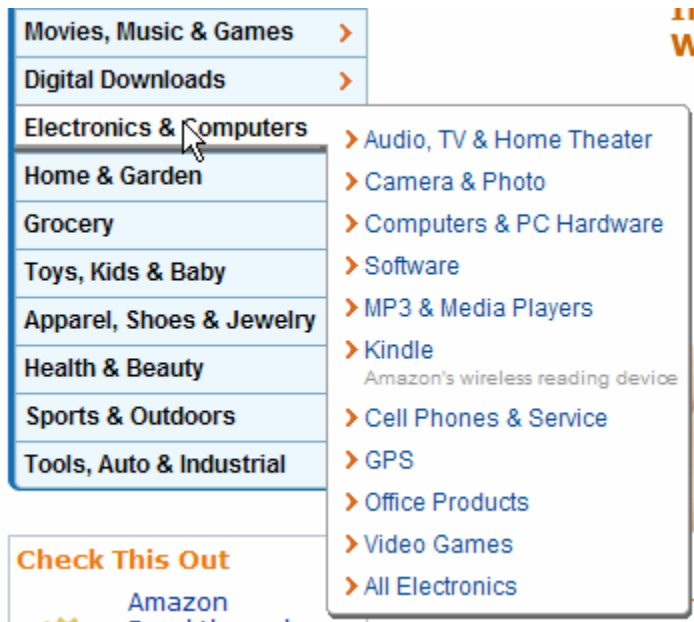 Movies, Music & Games
Digital Downloads
Electronics & Computers
Home & Garden
Grocery
Toys, Kids & Baby
Apparel, Shoes & Jewelry
Health & Beauty
Sports & Outdoors
Tools, Auto & Industrial
Audio, TV & Home Theater
Camera & Photo
Computers & PC Hardware
Software
MP3 & Media Players
Kindle
Amazon's wireless reading device
Cell Phones & Service
GPS
Office Products
Video Games
All Electronics
Check This Out
Amazon